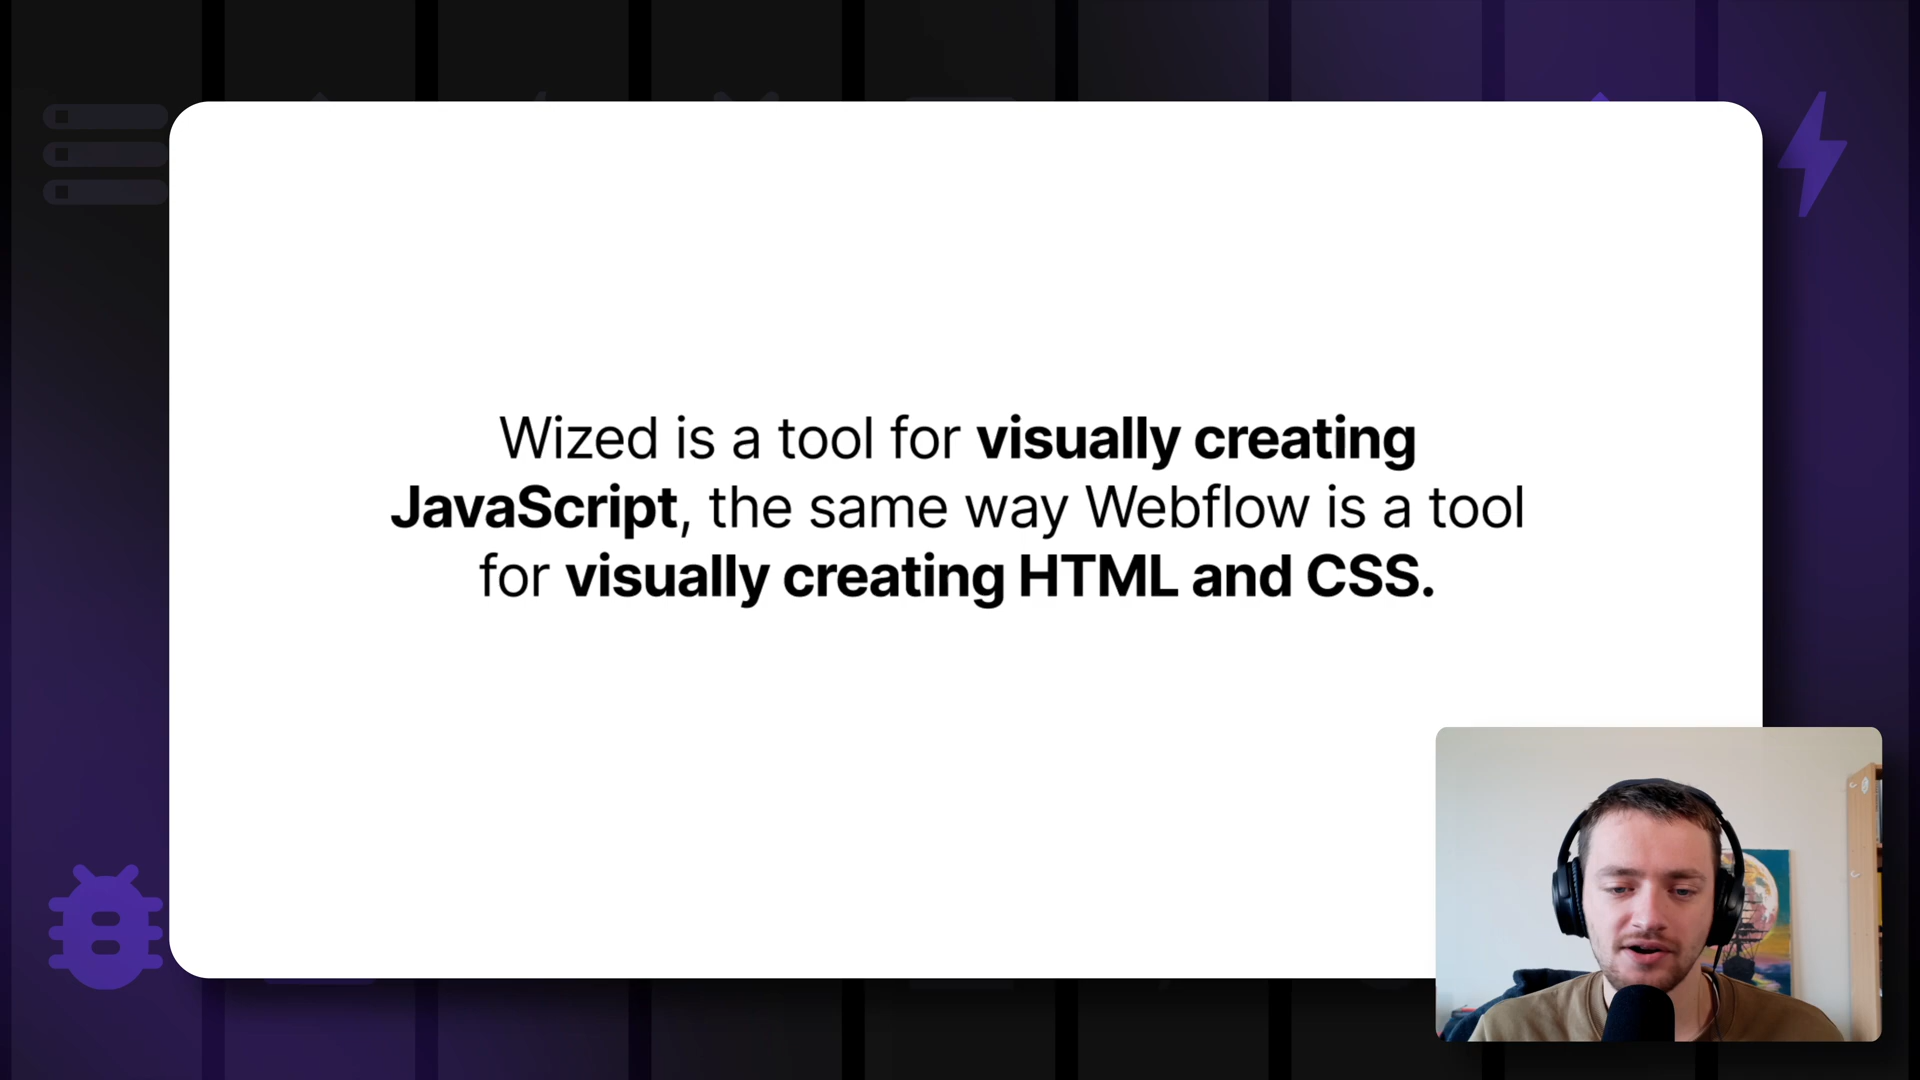 Wized is a tool for visually creating
JavaScript, the same way Webflow is a tool
for visually creating HTML and CSS.